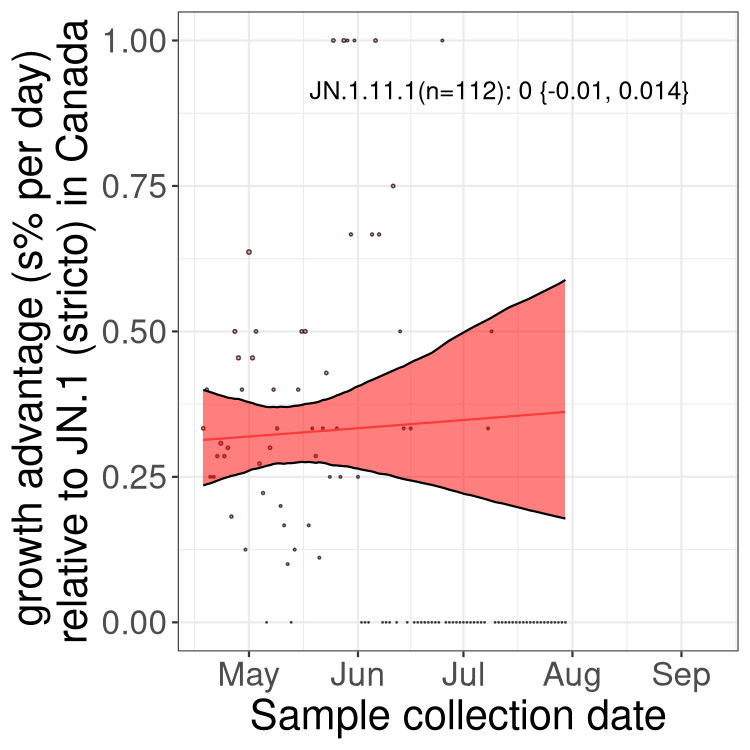 growth advantage (s% per day)
relative to JN.1 (stricto) in Canada
1.00
0.75
0.50
0.25
0.00
JN.1.11.1(n=112): 0 {-0.01, 0.014}
May Jun Jul Aug Sep
Sample collection date